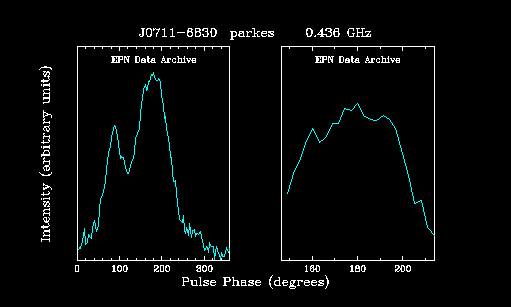 J0711-6830 parkes 0.436 GHz
EPN Data Archive
EPN Data Archive
Intensity (arbitrary units)
0 100 200 300
160 180 200
Pulse Phase (degrees)